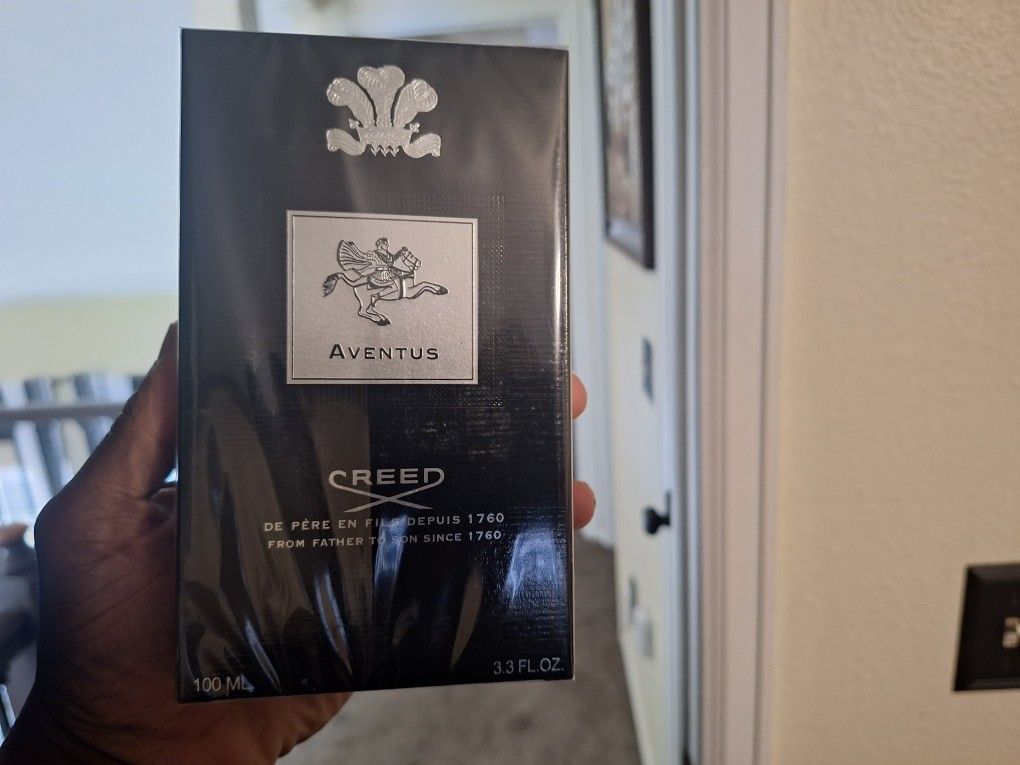 AVENTUS
CREED
DE PÈRE EN FILS DEPUIS 1760
FROM FATHER TO SON SINCE 1760
100 ML
3.3 FL.OZ.